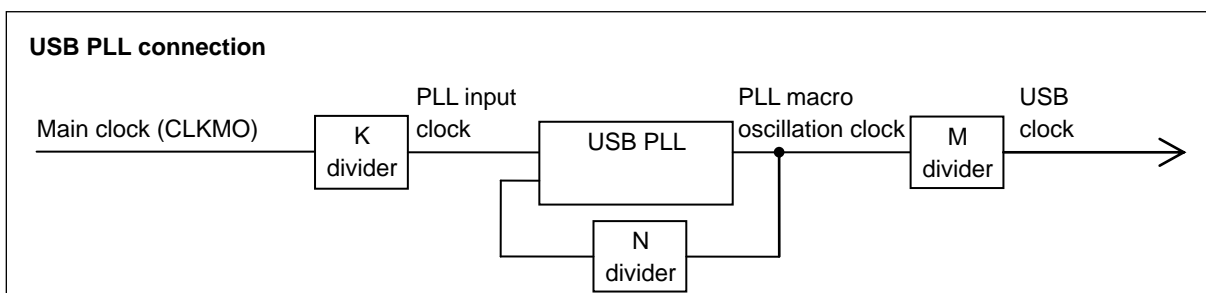 USB PLL connection
Main clock (CLKMO)
K
divider
PLL input
clock
USB PLL
N
divider
PLL macro
oscillation clock
M
divider
USB
clock